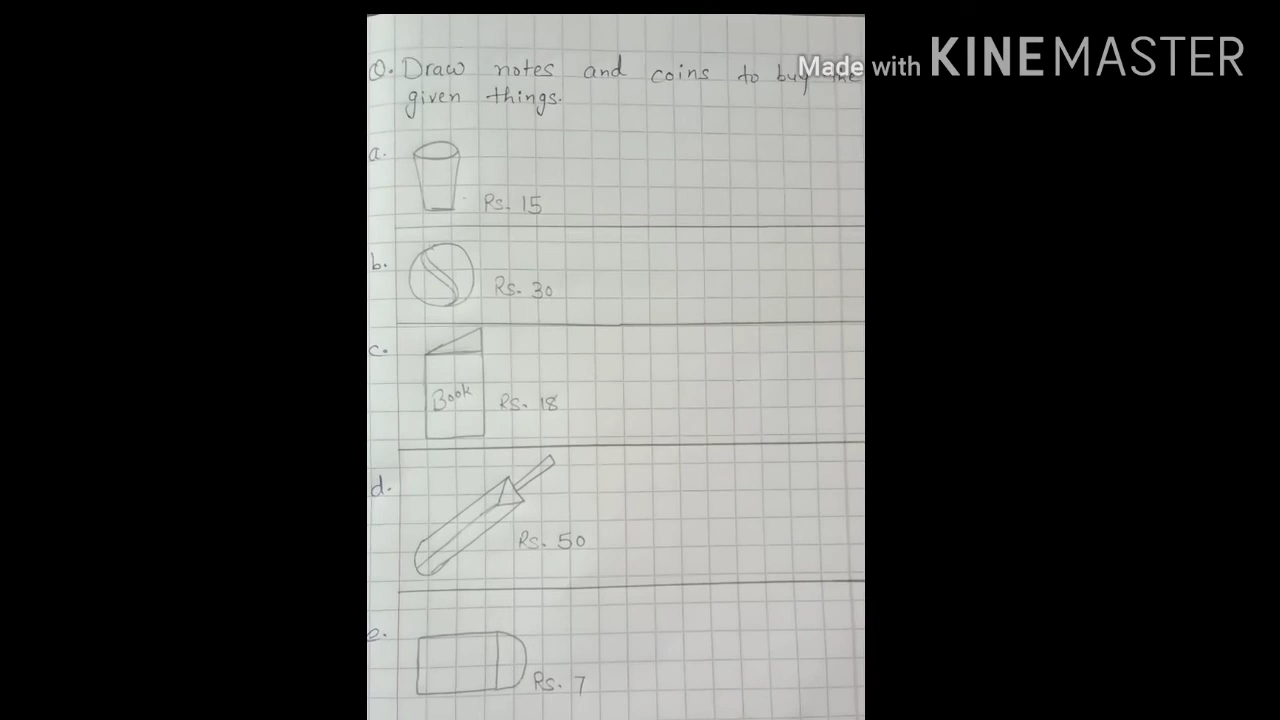 Q. Draw notes and coins to buy the
given things.
a.
Rs. 15
b.
Rs. 30
c.
Book Rs. 18
d.
Rs. 50
e.
Rs. 7
Made with KINEMASTER